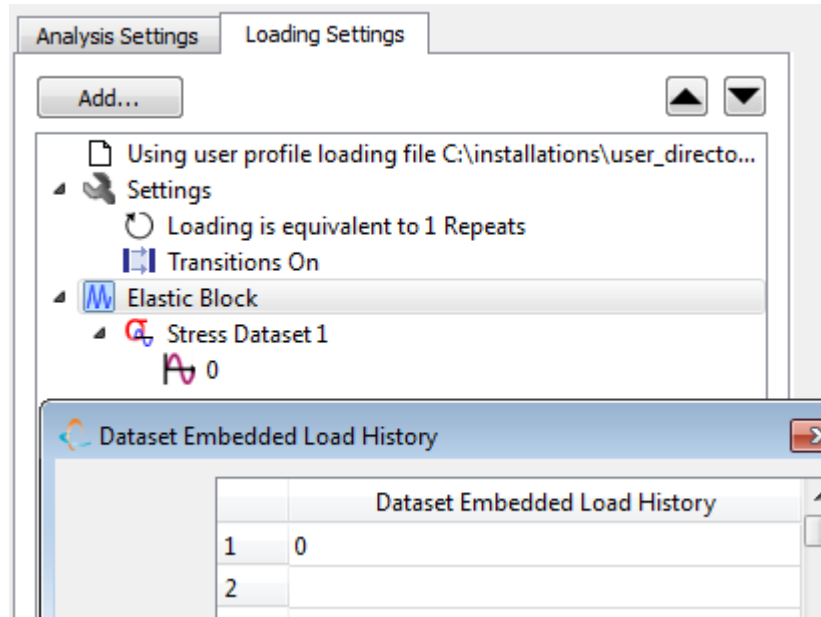 Analysis Settings
Loading Settings
Add...
Using user profile loading file C:\installations\user_directo...
Settings
Loading is equivalent to 1 Repeats
Transitions On
Elastic Block
Stress Dataset 1
0
Dataset Embedded Load History
Dataset Embedded Load History
1 0
2